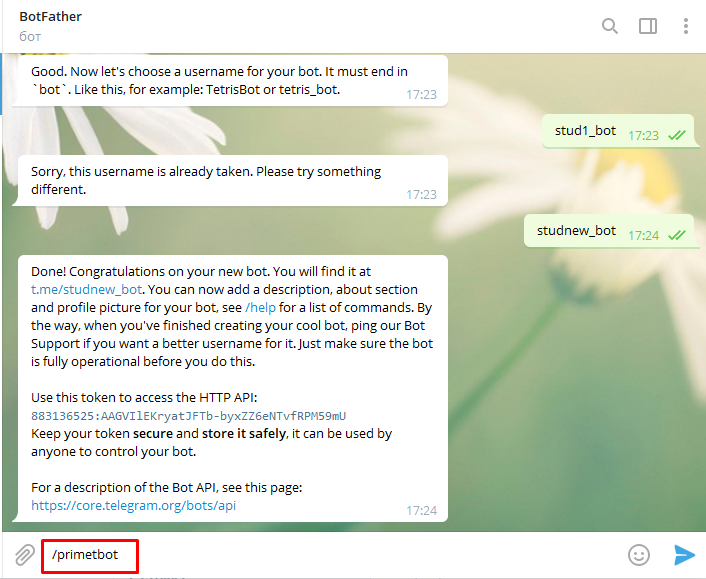 BotFather
бот
Good. Now let's choose a username for your bot. It must end in
`bot`. Like this, for example: TetrisBot or tetris_bot.
17:23
stud1_bot
17:23
Sorry, this username is already taken. Please try something
different.
17:23
studnew_bot
17:24
Done! Congratulations on your new bot. You will find it at
t.me/studnew_bot. You can now add a description, about section
and profile picture for your bot, see /help for a list of commands. By
the way, when you've finished creating your cool bot, ping our Bot
Support if you want a better username for it. Just make sure the bot
is fully operational before you do this.
Use this token to access the HTTP API:
883136525:AAGVIlEKryatJFTb-byxZZ6eNTvfRPM59mU
Keep your token secure and store it safely, it can be used by
anyone to control your bot.
For a description of the Bot API, see this page:
https://core.telegram.org/bots/api
17:24
/primetbot